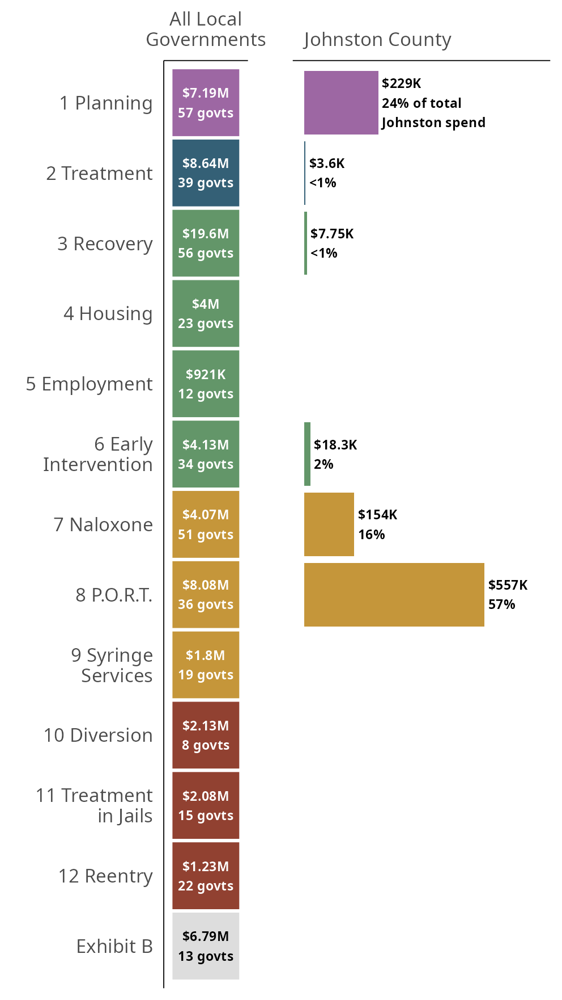 All Local
Governments
Johnston County
1 Planning
$7.19M
57 govts
$229K
24% of total
Johnston spend
2 Treatment
$8.64M
39 govts
$3.6K
<1%
3 Recovery
$19.6M
56 govts
$7.75K
<1%
4 Housing
$4M
23 govts
5 Employment
$921K
12 govts
6 Early
Intervention
$4.13M
34 govts
$18.3K
2%
7 Naloxone
$4.07M
51 govts
$154K
16%
8 P.O.R.T.
$8.08M
36 govts
$557K
57%
9 Syringe
Services
$1.8M
19 govts
10 Diversion
$2.13M
8 govts
11 Treatment
in Jails
$2.08M
15 govts
12 Reentry
$1.23M
22 govts
Exhibit B
$6.79M
13 govts